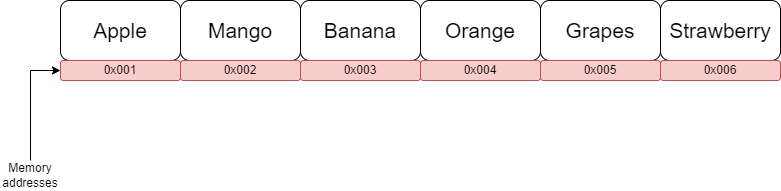 Apple Mango Banana Orange Grapes Strawberry
0x001 0x002 0x003 0x004 0x005 0x006
Memory
addresses